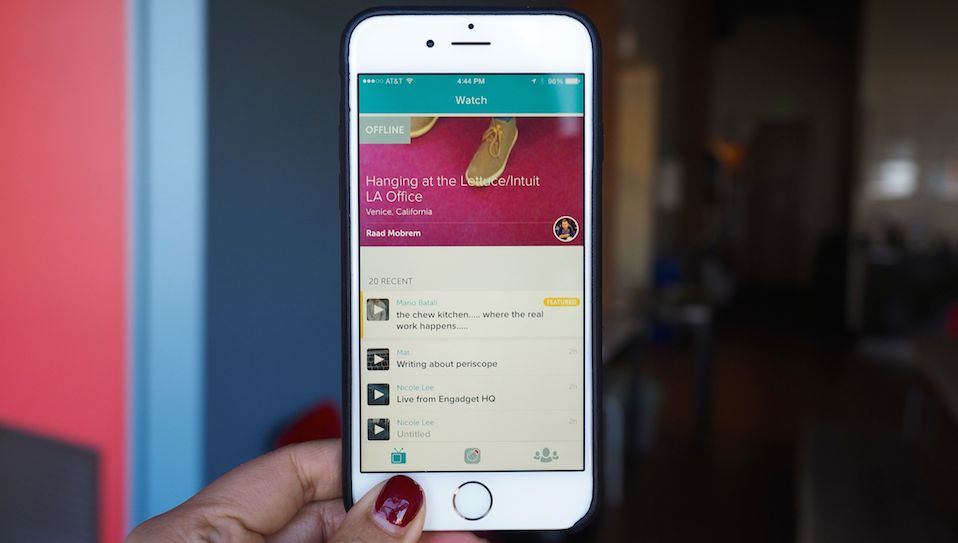 AT&T 4:44 PM 96%
Watch
OFFLINE
Hanging at the Lettuce/Intuit
LA Office
Venice, California
Raad Mobrem
20 RECENT
Mario Batali FEATURED
the chew kitchen..... where the real
work happens.....
Mat 2h
Writing about periscope
Nicole Lee 2h
Live from Engadget HQ
Nicole Lee 2h
Untitled